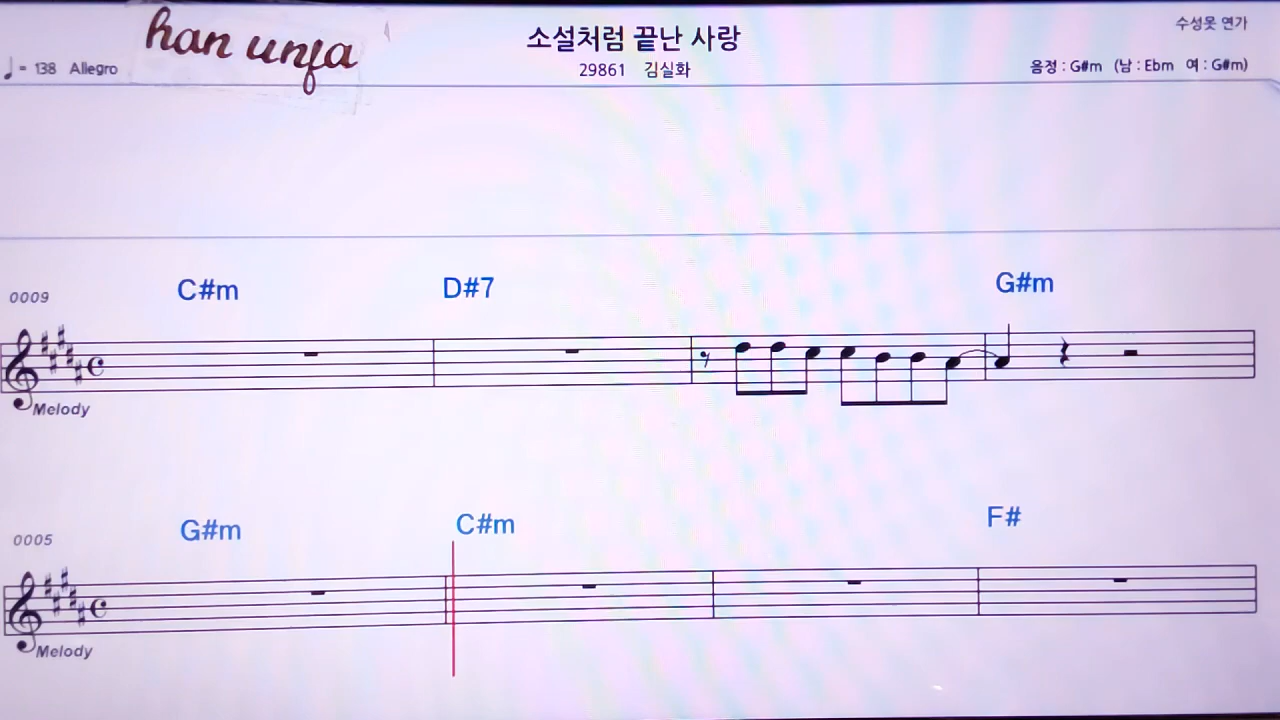 han unfa
소설처럼 끝난 사랑
수성못 연가
♩= 138 Allegro
29861 김실화
음정 : G#m (남 : Ebm 여 : G#m)
C#m D#7 G#m
0009
Melody
G#m C#m F#
0005
Melody